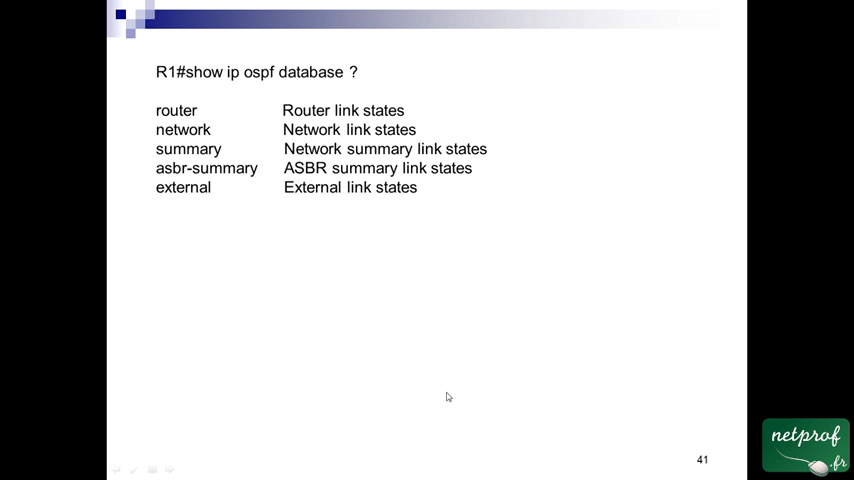 R1#show ip ospf database ?
router Router link states
network Network link states
summary Network summary link states
asbr-summary ASBR summary link states
external External link states
41
netprof
.fr